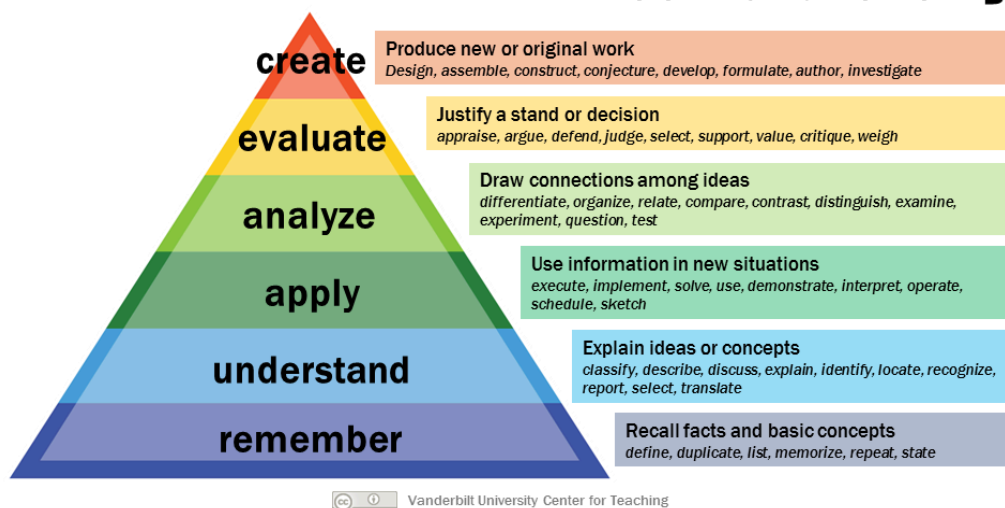 create
Produce new or original work
Design, assemble, construct, conjecture, develop, formulate, author, investigate
evaluate
Justify a stand or decision
appraise, argue, defend, judge, select, support, value, critique, weigh
analyze
Draw connections among ideas
differentiate, organize, relate, compare, contrast, distinguish, examine,
experiment, question, test
apply
Use information in new situations
execute, implement, solve, use, demonstrate, interpret, operate,
schedule, sketch
understand
Explain ideas or concepts
classify, describe, discuss, explain, identify, locate, recognize,
report, select, translate
remember
Recall facts and basic concepts
define, duplicate, list, memorize, repeat, state
cc
Vanderbilt University Center for Teaching